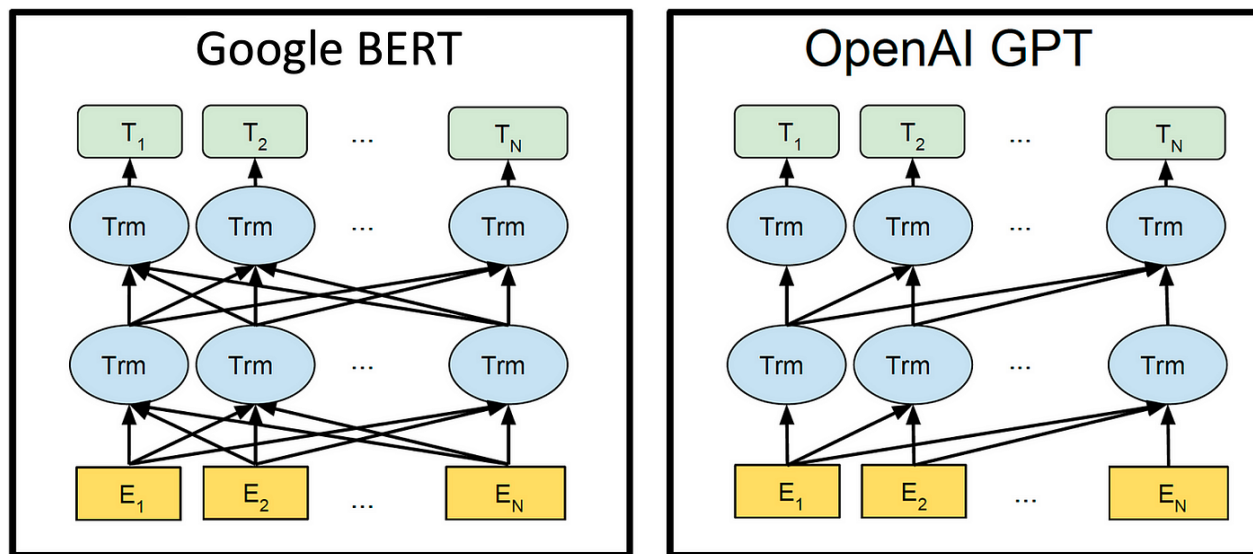 Google BERT
T1 T2 ... TN
Trm Trm ... Trm
Trm Trm ... Trm
E1 E2 ... EN
OpenAI GPT
T1 T2 ... TN
Trm Trm ... Trm
Trm Trm ... Trm
E1 E2 ... EN